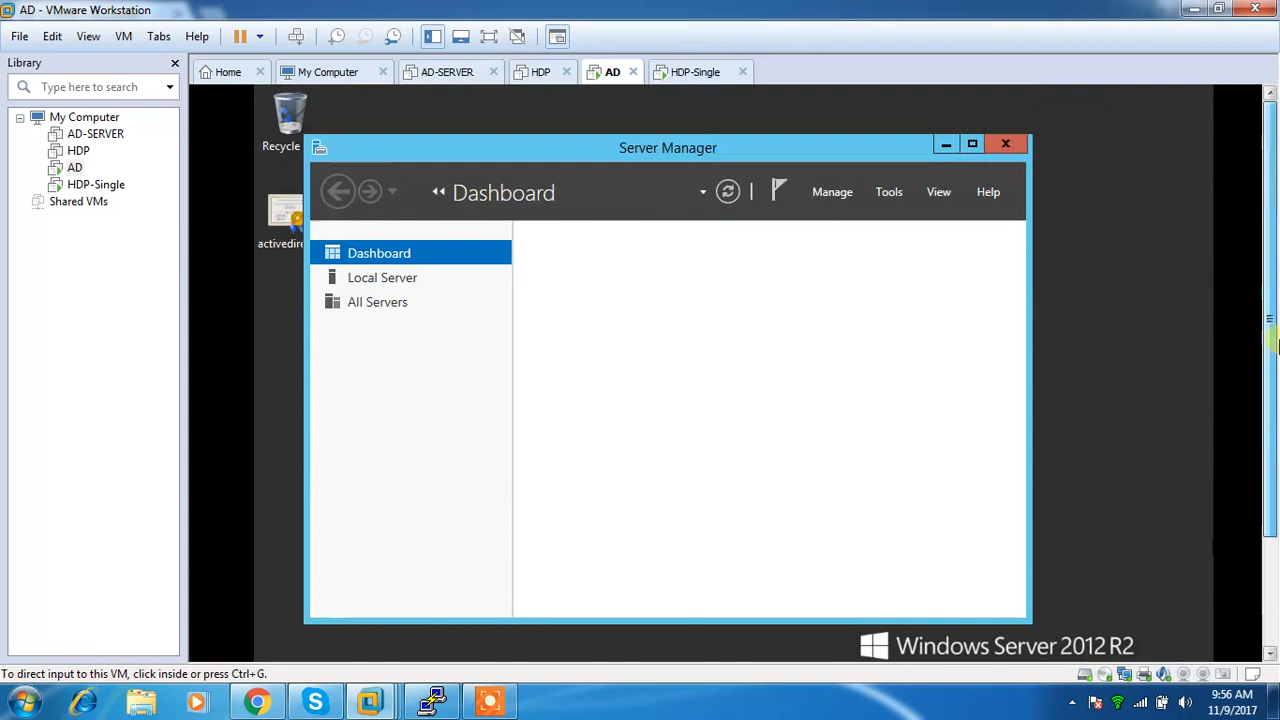 AD - VMware Workstation
File Edit View VM Tabs Help
Library
Type here to search
My Computer
AD-SERVER
HDP
AD
HDP-Single
Shared VMs
Home
My Computer
AD-SERVER
HDP
AD
HDP-Single
Recycle
activedire
Server Manager
Dashboard
Manage Tools View Help
Dashboard
Local Server
All Servers
Windows Server 2012 R2
To direct input to this VM, click inside or press Ctrl+G.
9:56 AM
11/9/2017